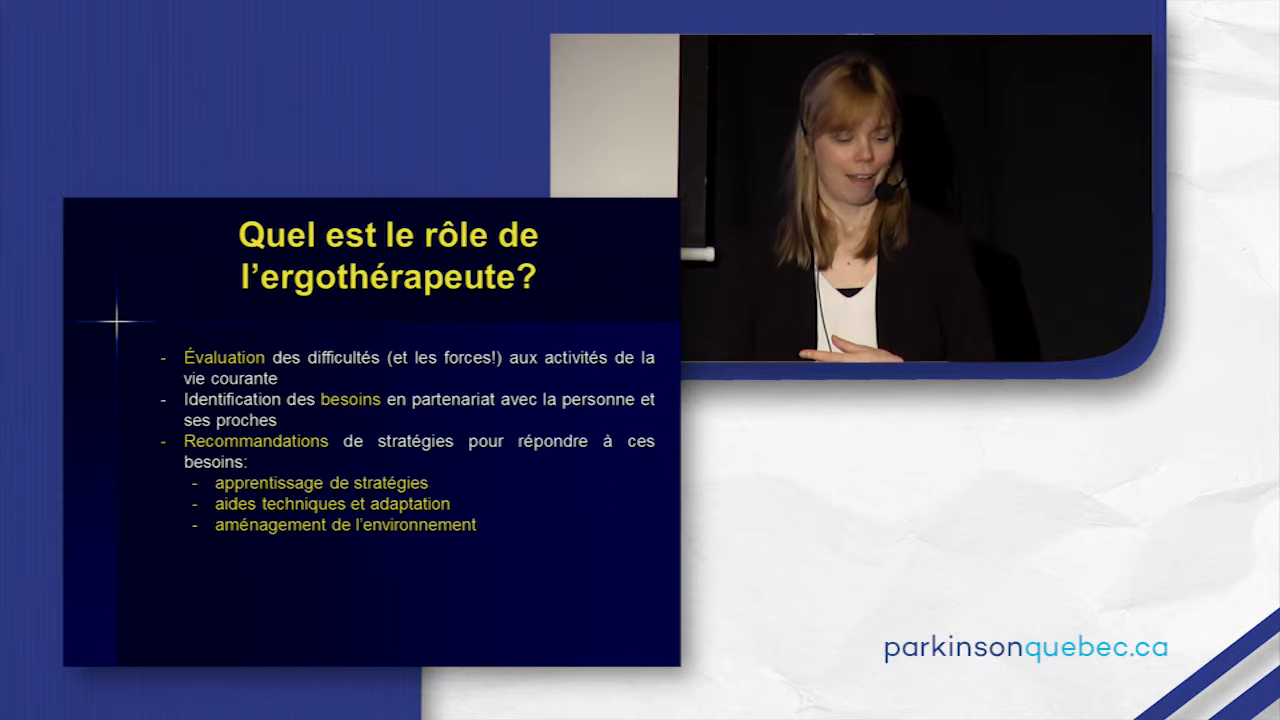 Quel est le rôle de
l’ergothérapeute?
- Évaluation des difficultés (et les forces!) aux activités de la
vie courante
- Identification des besoins en partenariat avec la personne et
ses proches
- Recommandations de stratégies pour répondre à ces
besoins:
- apprentissage de stratégies
- aides techniques et adaptation
- aménagement de l’environnement
parkinsonquebec.ca